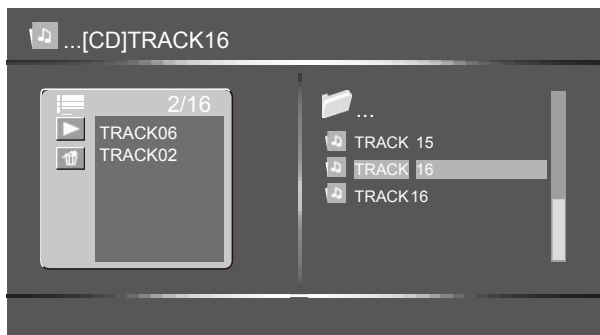 ...[CD]TRACK16
2/16
TRACK06
TRACK02
...
TRACK 15
TRACK 16
TRACK16